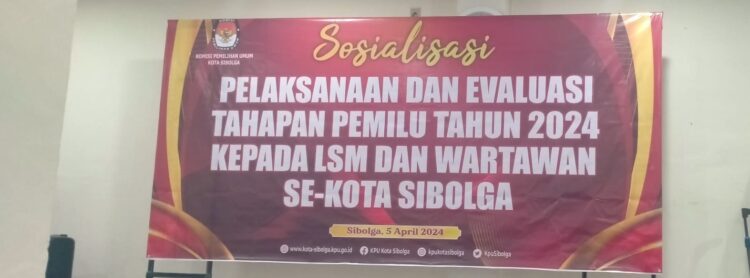 Sosialisasi
KOMISI PEMILIHAN UMUM
KOTA SIBOLGA
PELAKSANAAN DAN EVALUASI
TAHAPAN PEMILU TAHUN 2024
KEPADA LSM DAN WARTAWAN
SE-KOTA SIBOLGA
Sibolga, 5 April 2024
www.kota-sibolga.kpu.go.id KPU Kota Sibolga kpukotasibolga kpuSibolga